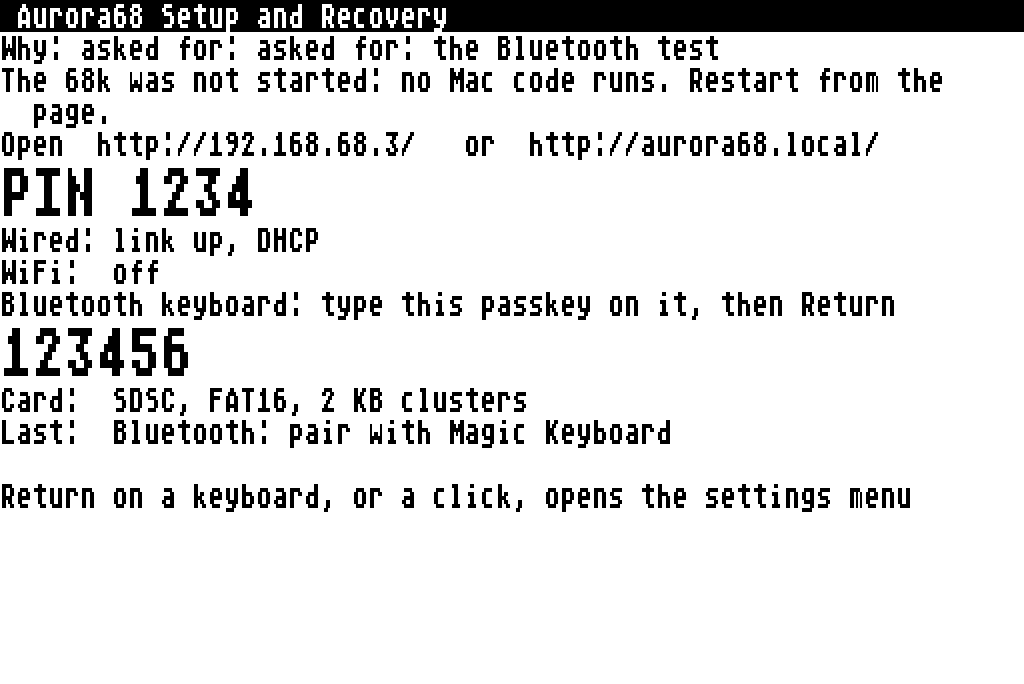 Aurora68 Setup and Recovery
Why: asked for: asked for: the Bluetooth test
The 68k was not started: no Mac code runs. Restart from the
page.
Open http://192.168.68.3/ or http://aurora68.local/
PIN 1234
Wired: link up, DHCP
WiFi: off
Bluetooth keyboard: type this passkey on it, then Return
123456
Card: SDSC, FAT16, 2 KB clusters
Last: Bluetooth: pair with Magic Keyboard
Return on a keyboard, or a click, opens the settings menu